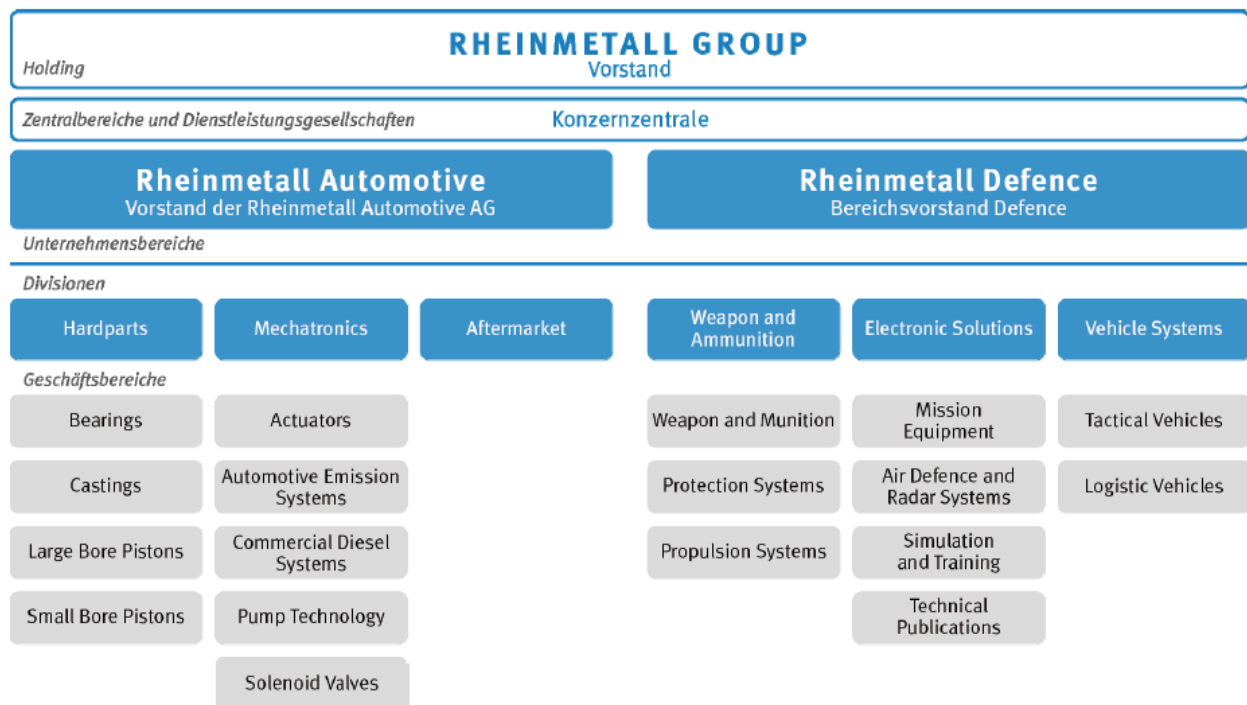 RHEINMETALL GROUP
Holding
Vorstand
Zentralbereiche und Dienstleistungsgesellschaften
Konzernzentrale
Rheinmetall Automotive
Vorstand der Rheinmetall Automotive AG
Rheinmetall Defence
Bereichsvorstand Defence
Unternehmensbereiche
Divisionen
Hardparts
Mechatronics
Aftermarket
Weapon and
Ammunition
Electronic Solutions
Vehicle Systems
Geschäftsbereiche
Bearings
Actuators
Weapon and Munition
Mission
Equipment
Tactical Vehicles
Castings
Automotive Emission
Systems
Protection Systems
Air Defence and
Radar Systems
Logistic Vehicles
Large Bore Pistons
Commercial Diesel
Systems
Propulsion Systems
Simulation
and Training
Small Bore Pistons
Pump Technology
Technical
Publications
Solenoid Valves